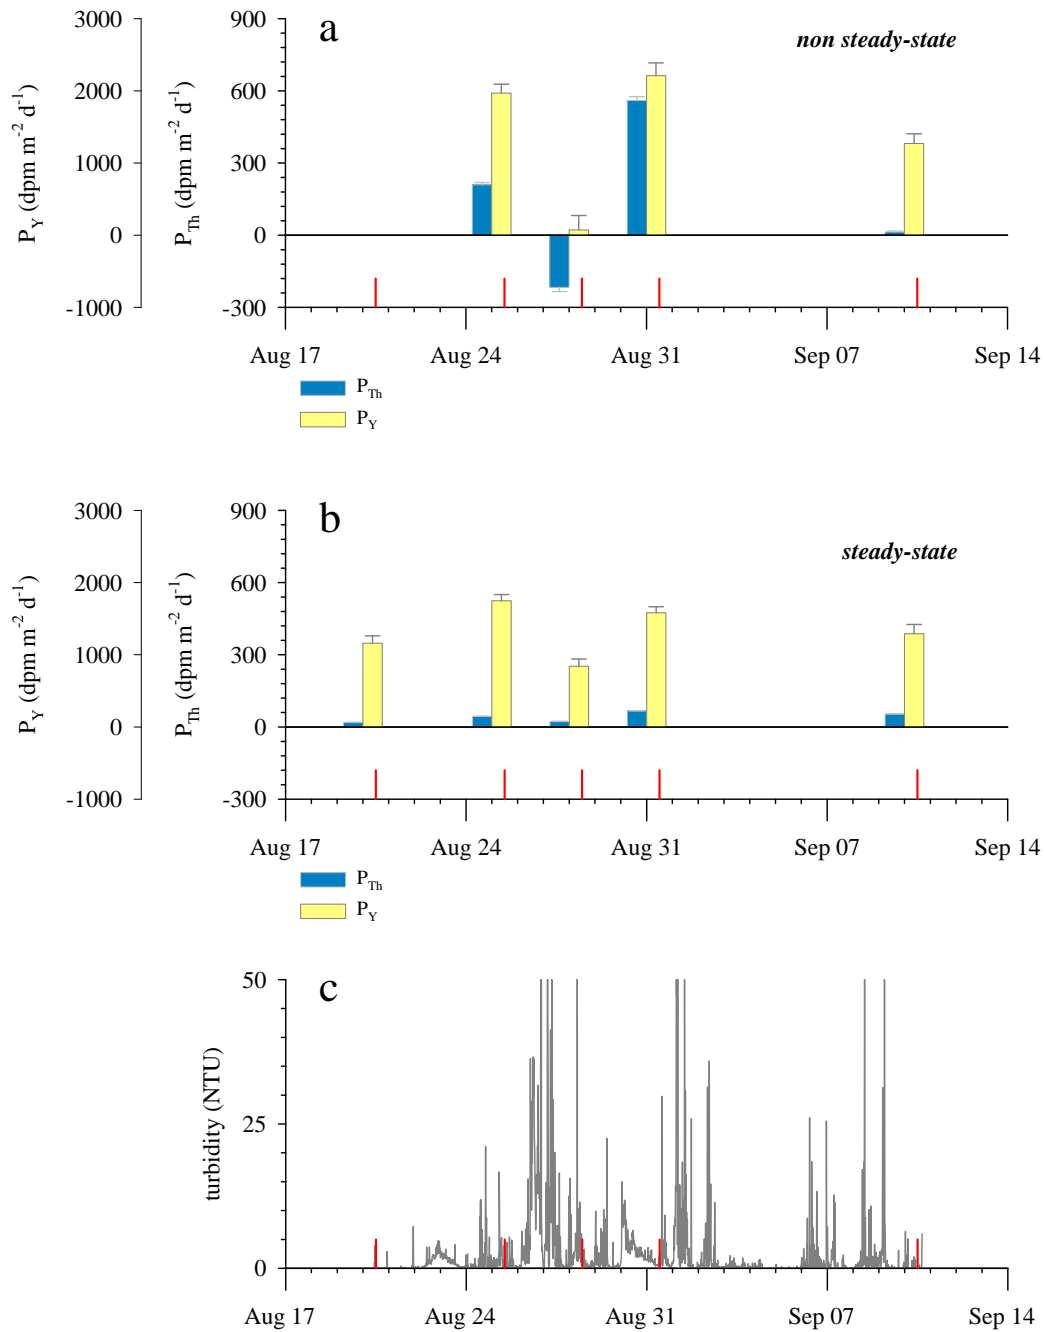 a
non steady-state
P_Y (dpm m^-2 d^-1)
3000
2000
1000
0
-1000
P_Th (dpm m^-2 d^-1)
900
600
300
0
-300
Aug 17 Aug 24 Aug 31 Sep 07 Sep 14
P_Th
P_Y
b
steady-state
P_Y (dpm m^-2 d^-1)
3000
2000
1000
0
-1000
P_Th (dpm m^-2 d^-1)
900
600
300
0
-300
Aug 17 Aug 24 Aug 31 Sep 07 Sep 14
P_Th
P_Y
c
turbidity (NTU)
50
25
0
Aug 17 Aug 24 Aug 31 Sep 07 Sep 14